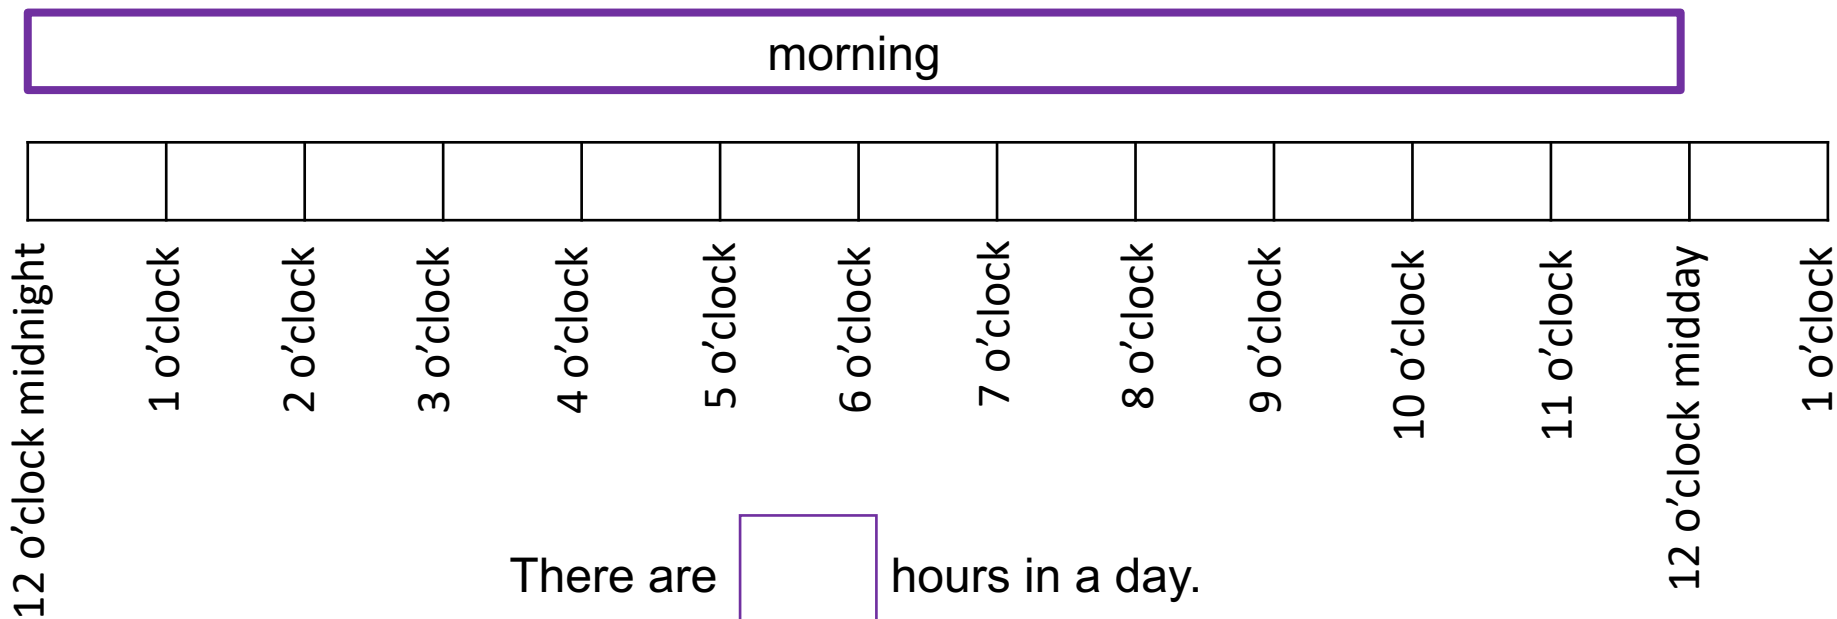 morning
12 o’clock midnight
1 o’clock
2 o’clock
3 o’clock
4 o’clock
5 o’clock
6 o’clock
7 o’clock
8 o’clock
9 o’clock
10 o’clock
11 o’clock
12 o’clock midday
1 o’clock
There are hours in a day.